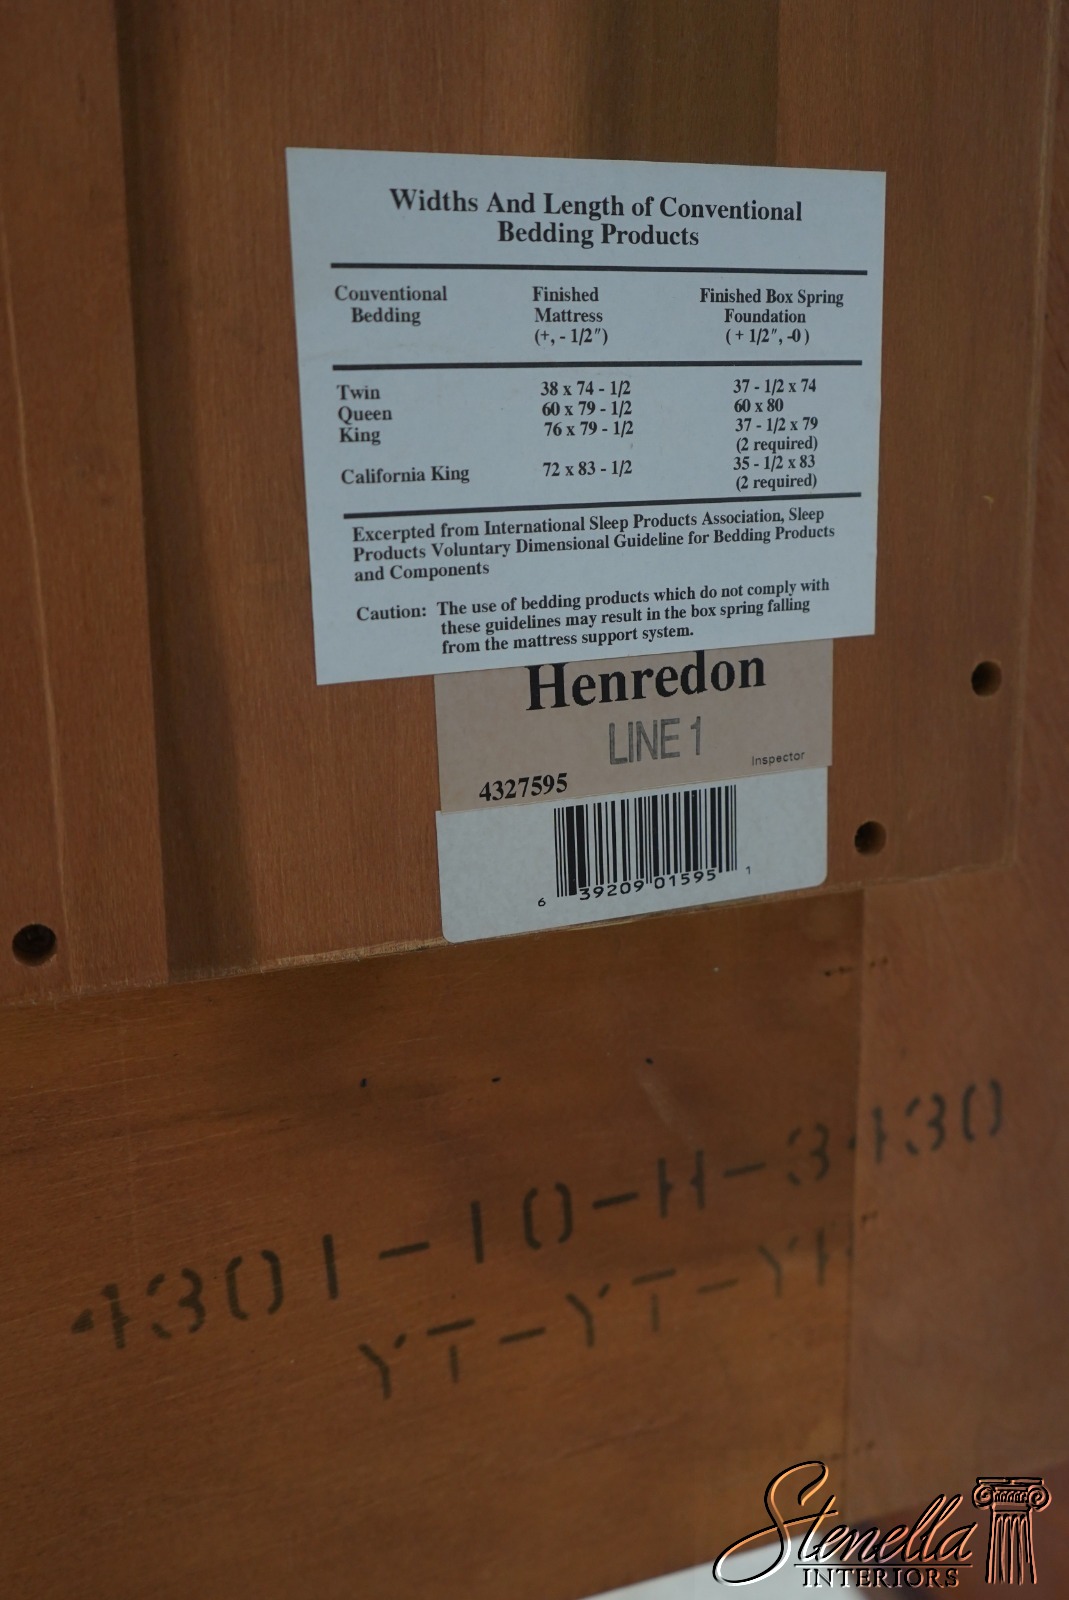 Widths And Length of Conventional
Bedding Products
Conventional Bedding Finished Mattress (+, - 1/2") Finished Box Spring Foundation ( + 1/2", -0 )
Twin 38 x 74 - 1/2 37 - 1/2 x 74
Queen 60 x 79 - 1/2 60 x 80
King 76 x 79 - 1/2 37 - 1/2 x 79
(2 required)
California King 72 x 83 - 1/2 35 - 1/2 x 83
(2 required)
Excerpted from International Sleep Products Association, Sleep
Products Voluntary Dimensional Guideline for Bedding Products
and Components
Caution: The use of bedding products which do not comply with
these guidelines may result in the box spring falling
from the mattress support system.
Henredon
LINE 1
Inspector
4327595
6 39209 01595 1
4301-10-H-3430
YT-YT-
Stenella
INTERIORS